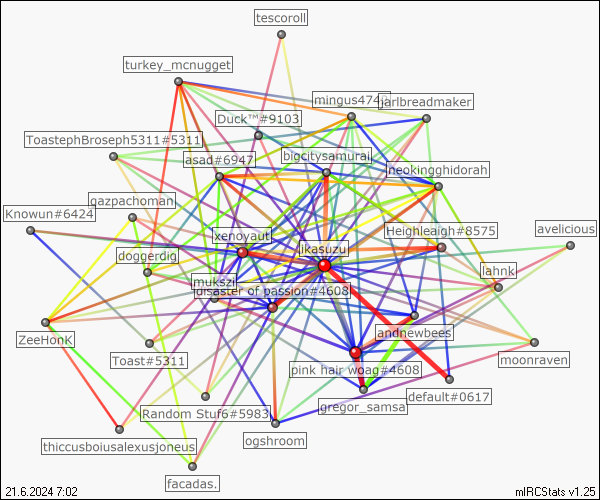 tescoroll
turkey_mcnugget
mingus4740
jarlbreadmaker
Duck™#9103
ToastephBroseph5311#5311
asad#6947
bigcitysamurai
neokingghidorah
gazpachoman
Knowun#6424
xenoyaut
ikasuzu
Heighleaigh#8575
avelicious
doggerdig
mukszi
lahnk
disaster of passion#4608
ZeeHonk
andnewbees
Toast#5311
pink hair woag#4608
moonraven
Random Stuf6#5983
gregor_samsa
default#0617
thiccusboiusalexusjoneus
ogshroom
facadas.
21.6.2024 7:02
mIRCStats v1.25